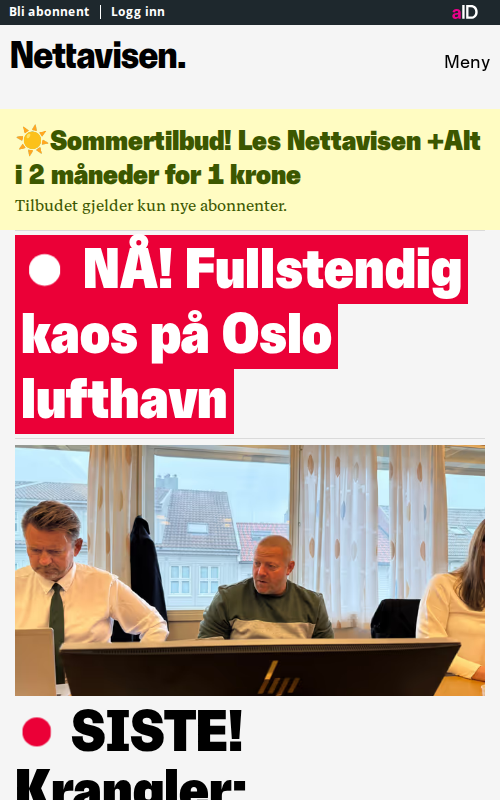 Bli abonnent
Logg inn
aID
Nettavisen.
Meny
☀️Sommertilbud! Les Nettavisen +Alt
i 2 måneder for 1 krone
Tilbudet gjelder kun nye abonnenter.
NÅ! Fullstendig
kaos på Oslo
lufthavn
hp
SISTE!
Krangler: